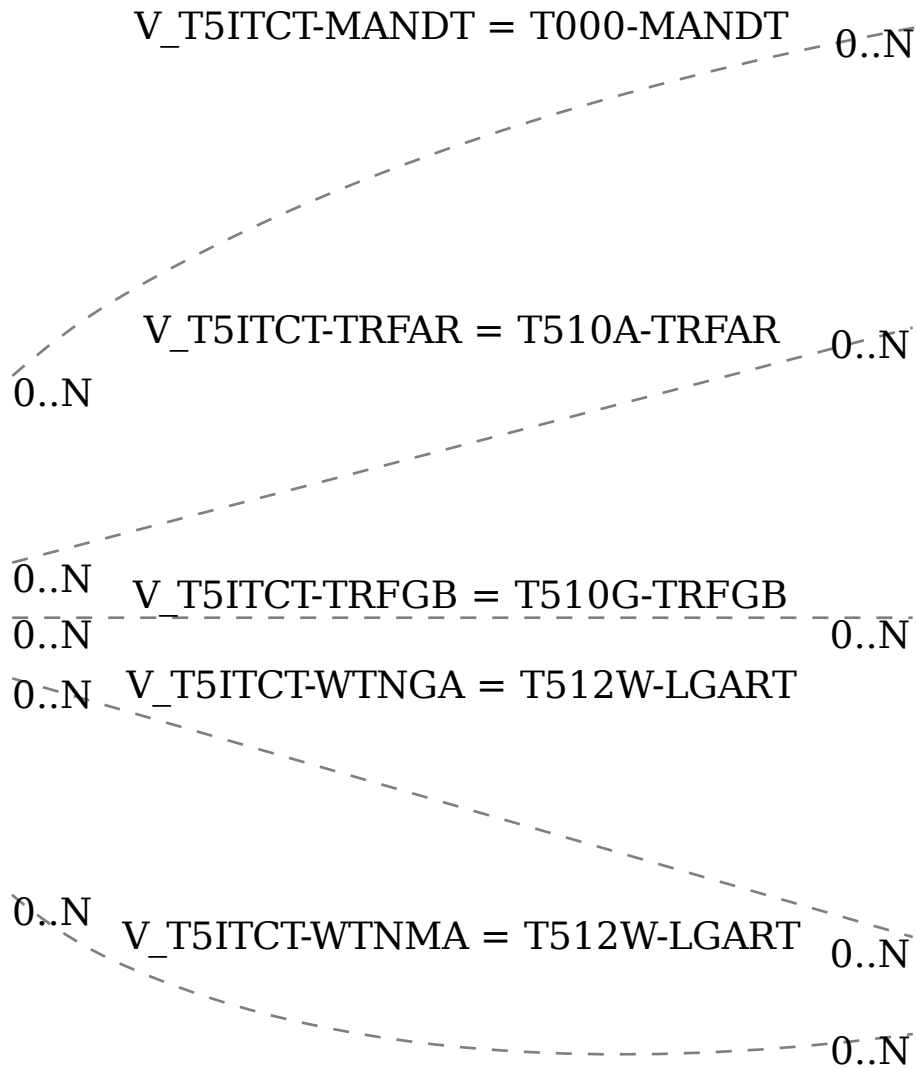 V_T5ITCT-MANDT = T000-MANDT
0..N
V_T5ITCT-TRFAR = T510A-TRFAR
0..N
0..N
0..N
V_T5ITCT-TRFGB = T510G-TRFGB
0..N
0..N
V_T5ITCT-WTNGA = T512W-LGART
0..N
0..N
V_T5ITCT-WTNMA = T512W-LGART
0..N
0..N